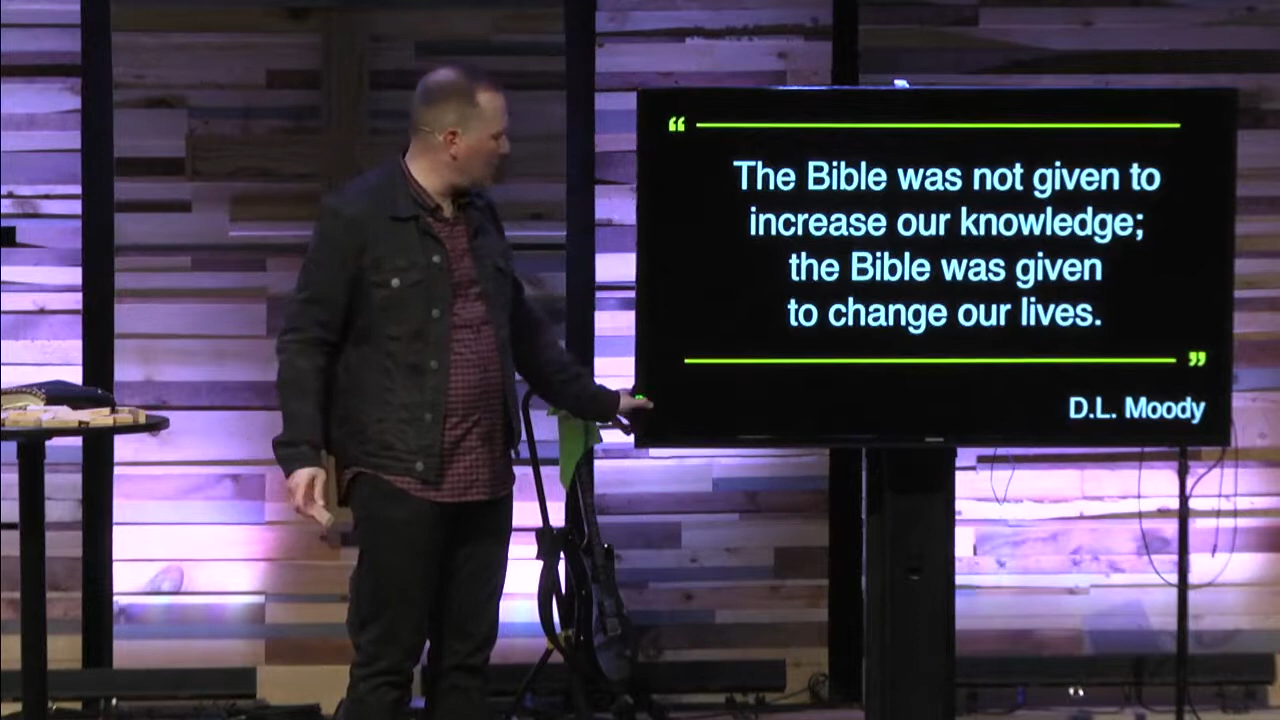 “
The Bible was not given to
increase our knowledge;
the Bible was given
to change our lives.
”
D.L. Moody